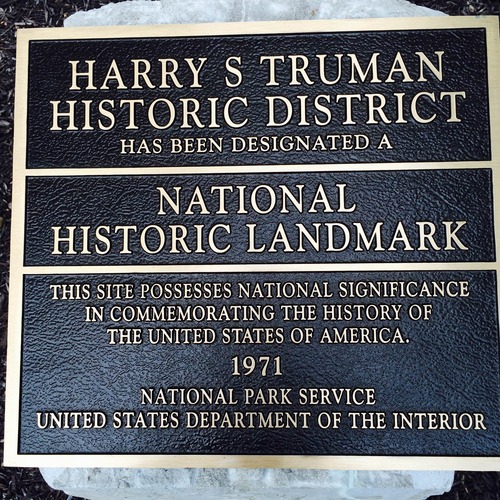 HARRY S TRUMAN
HISTORIC DISTRICT
HAS BEEN DESIGNATED A
NATIONAL
HISTORIC LANDMARK
THIS SITE POSSESSES NATIONAL SIGNIFICANCE
IN COMMEMORATING THE HISTORY OF
THE UNITED STATES OF AMERICA.
1971
NATIONAL PARK SERVICE
UNITED STATES DEPARTMENT OF THE INTERIOR